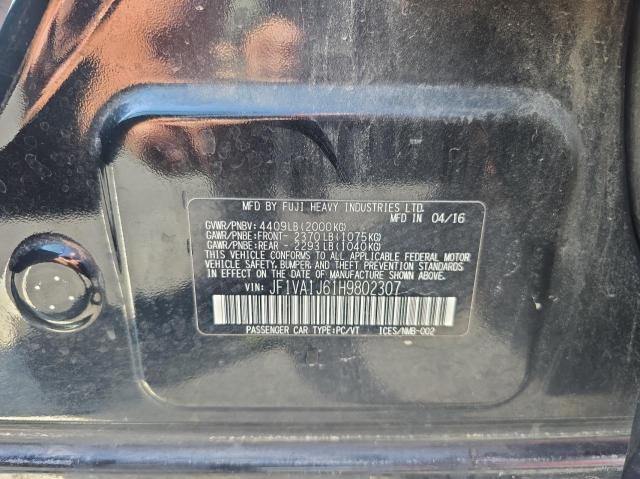 MFD BY FUJI HEAVY INDUSTRIES LTD.
MFD IN 04/16
GVWR/PNBV: 4409LB(2000KG)
GAWR/PNBE:FRONT- 2370LB(1075KG)
GAWR/PNBE:REAR - 2293LB(1040KG)
THIS VEHICLE CONFORMS TO ALL APPLICABLE FEDERAL MOTOR
VEHICLE SAFETY, BUMPER, AND THEFT PREVENTION STANDARDS
IN EFFECT ON THE DATE OF MANUFACTURE SHOWN ABOVE.
VIN: JF1VA1J61H9802307
PASSENGER CAR TYPE:PC/VT ICES/NMB-002